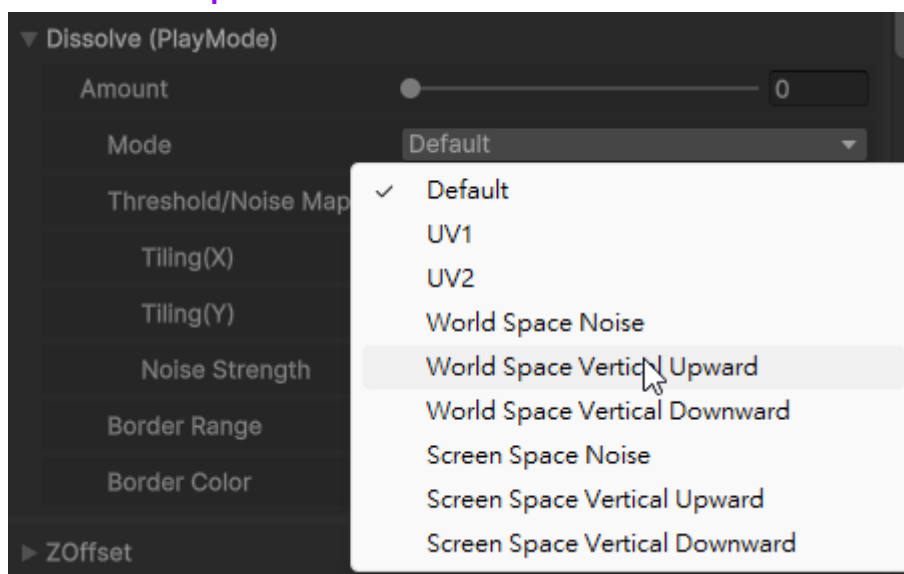 Dissolve (PlayMode)
Amount 0
Mode Default
Threshold/Noise Map
Tiling(X)
Tiling(Y)
Noise Strength
Border Range
Border Color
ZOffset
Default
UV1
UV2
World Space Noise
World Space Vertical Upward
World Space Vertical Downward
Screen Space Noise
Screen Space Vertical Upward
Screen Space Vertical Downward